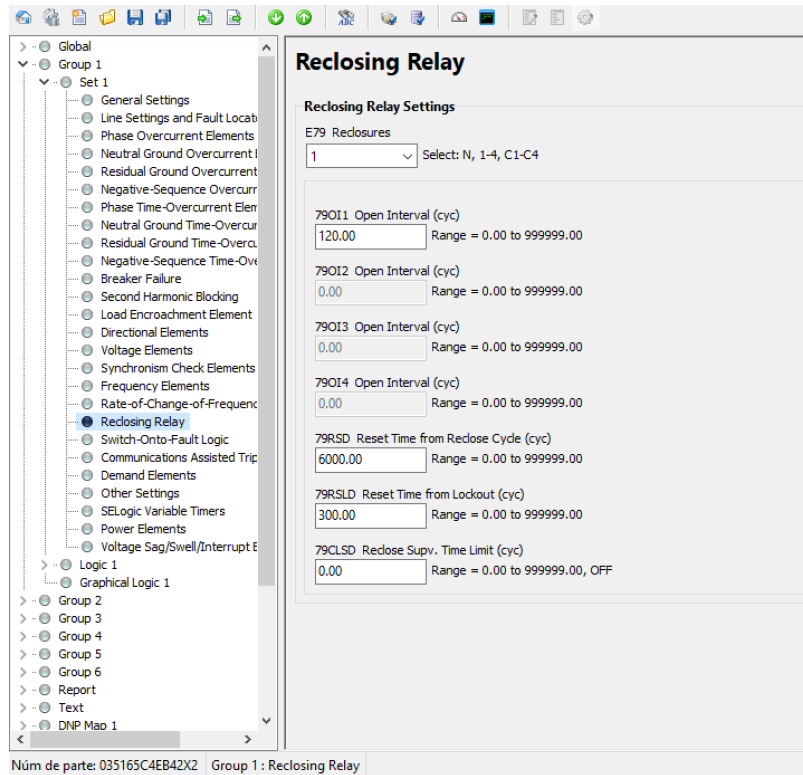 ABC
Global
Group 1
Set 1
General Settings
Line Settings and Fault Locat
Phase Overcurrent Elements
Neutral Ground Overcurrent
Residual Ground Overcurrent
Negative-Sequence Overcurr
Phase Time-Overcurrent Elem
Neutral Ground Time-Overcur
Residual Ground Time-Overcu
Negative-Sequence Time-Ove
Breaker Failure
Second Harmonic Blocking
Load Encroachment Element
Directional Elements
Voltage Elements
Synchronism Check Elements
Frequency Elements
Rate-of-Change-of-Frequenc
Reclosing Relay
Switch-Onto-Fault Logic
Communications Assisted Trip
Demand Elements
Other Settings
SELogic Variable Timers
Power Elements
Voltage Sag/Swell/Interrupt E
Logic 1
Graphical Logic 1
Group 2
Group 3
Group 4
Group 5
Group 6
Report
Text
DNP Map 1
Reclosing Relay
Reclosing Relay Settings
E79 Reclosures
1 Select: N, 1-4, C1-C4
79OI1 Open Interval (cyc)
120.00 Range = 0.00 to 999999.00
79OI2 Open Interval (cyc)
0.00 Range = 0.00 to 999999.00
79OI3 Open Interval (cyc)
0.00 Range = 0.00 to 999999.00
79OI4 Open Interval (cyc)
0.00 Range = 0.00 to 999999.00
79RSD Reset Time from Reclose Cycle (cyc)
6000.00 Range = 0.00 to 999999.00
79RSLD Reset Time from Lockout (cyc)
300.00 Range = 0.00 to 999999.00
79CLSD Reclose Supv. Time Limit (cyc)
0.00 Range = 0.00 to 999999.00, OFF
Núm de parte: 035165C4EB42X2 Group 1 : Reclosing Relay